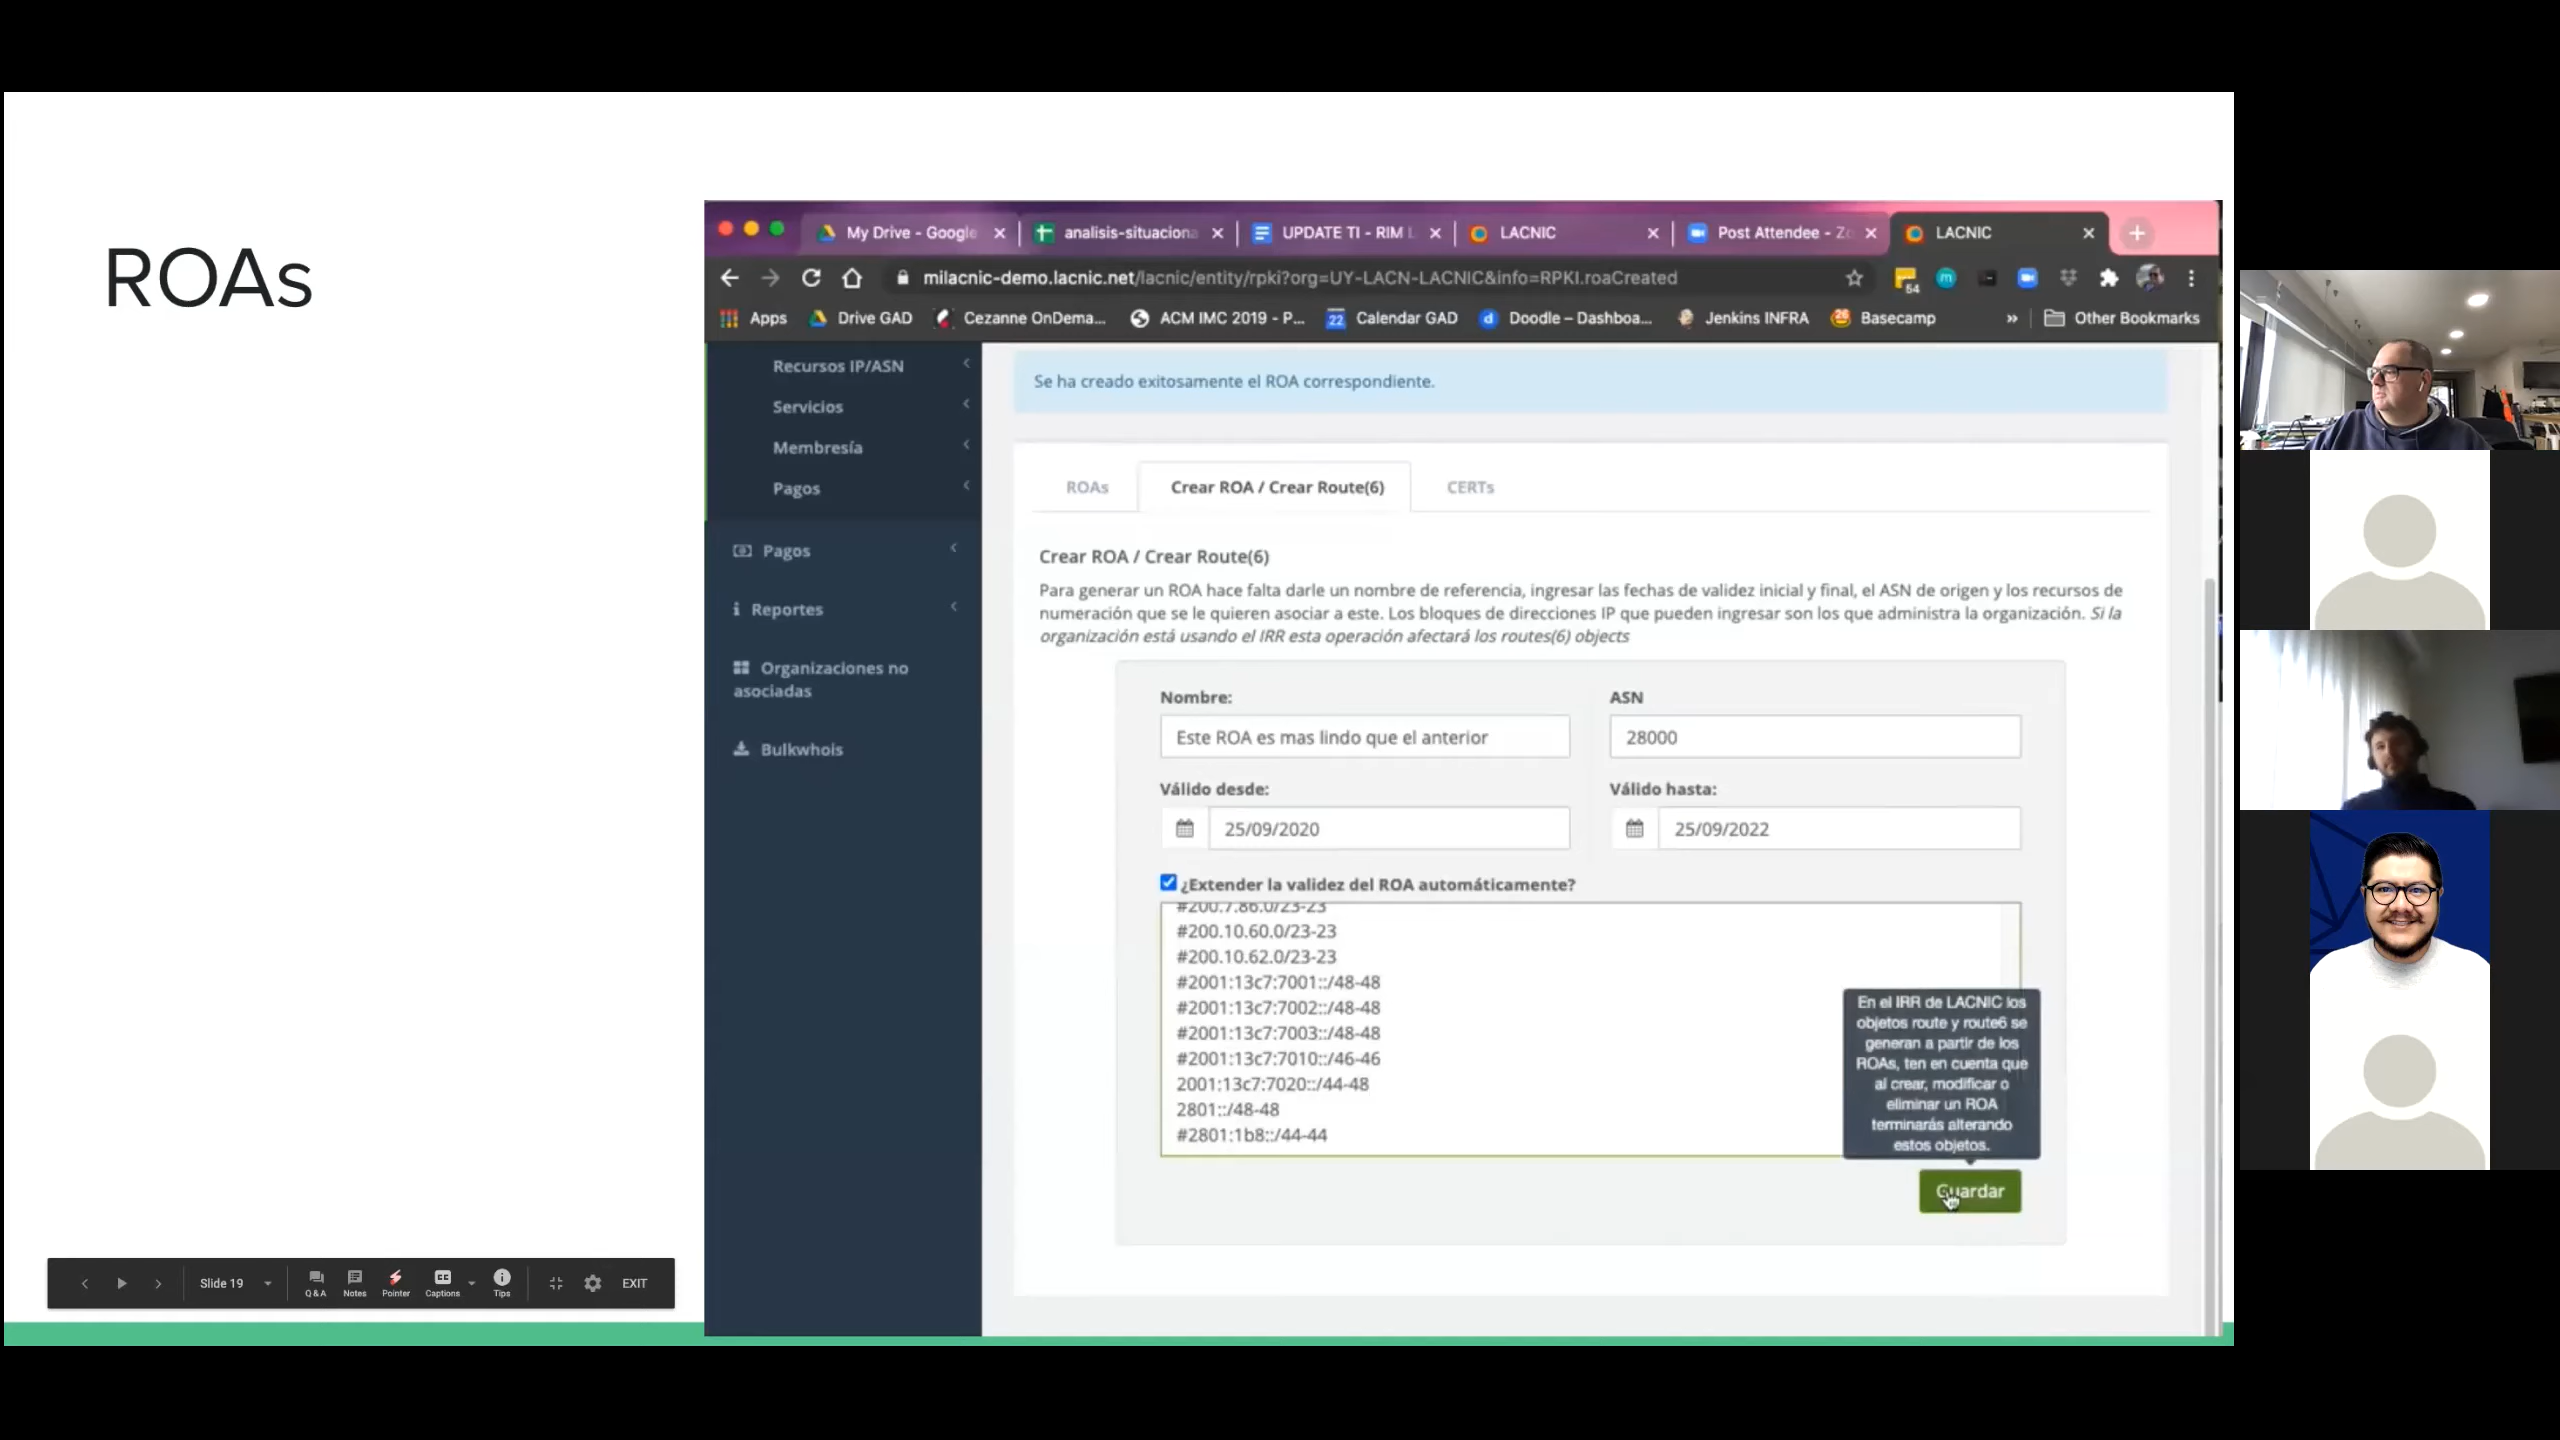 ROAs
My Drive - Google
analisis-situaciona
UPDATE TI - RIM L
LACNIC
Post Attendee - Zo
LACNIC
milacnic-demo.lacnic.net/lacnic/entity/rpki?org=UY-LACN-LACNIC&info=RPKI.roaCreated
54
m
Apps
Drive GAD
Cezanne OnDema...
ACM IMC 2019 - P...
22
Calendar GAD
d
Doodle – Dashboa...
Jenkins INFRA
Basecamp
»
Other Bookmarks
Recursos IP/ASN
Servicios
Membresía
Pagos
Pagos
Reportes
Organizaciones no
asociadas
Bulkwhois
Se ha creado exitosamente el ROA correspondiente.
ROAs
Crear ROA / Crear Route(6)
CERTs
Crear ROA / Crear Route(6)
Para generar un ROA hace falta darle un nombre de referencia, ingresar las fechas de validez inicial y final, el ASN de origen y los recursos de
numeración que se le quieren asociar a este. Los bloques de direcciones IP que pueden ingresar son los que administra la organización. Si la
organización está usando el IRR esta operación afectará los routes(6) objects
Nombre:
ASN
Este ROA es mas lindo que el anterior
28000
Válido desde:
Válido hasta:
25/09/2020
25/09/2022
¿Extender la validez del ROA automáticamente?
#200.7.86.0/23-23
#200.10.60.0/23-23
#200.10.62.0/23-23
#2001:13c7:7001::/48-48
#2001:13c7:7002::/48-48
#2001:13c7:7003::/48-48
#2001:13c7:7010::/46-46
2001:13c7:7020::/44-48
2801::/48-48
#2801:1b8::/44-44
En el IRR de LACNIC los
objetos route y route6 se
generan a partir de los
ROAs, ten en cuenta que
al crear, modificar o
eliminar un ROA
terminarás alterando
estos objetos.
Guardar
Slide 19
Q & A
Notes
Pointer
CC
Captions
Tips
EXIT